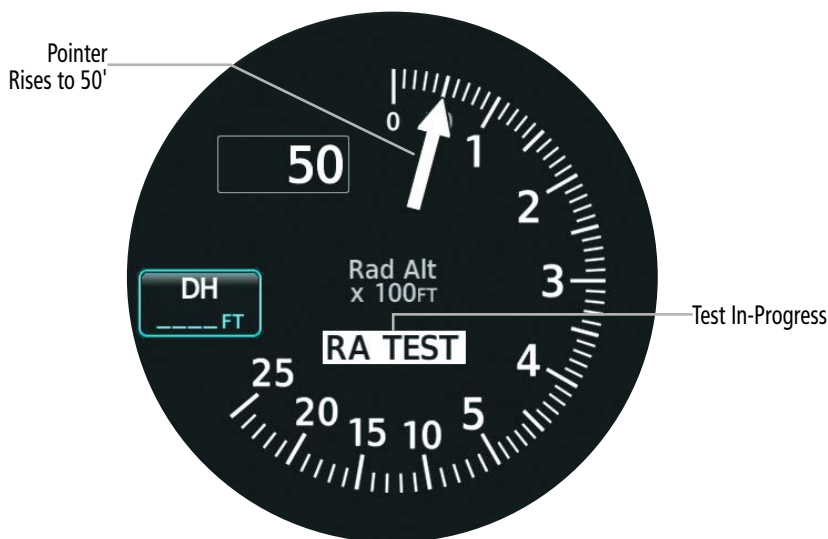 Pointer
Rises to 50'
50
0
1
2
3
4
5
10
15
20
25
Rad Alt
x 100FT
DH
____FT
RA TEST
Test In-Progress